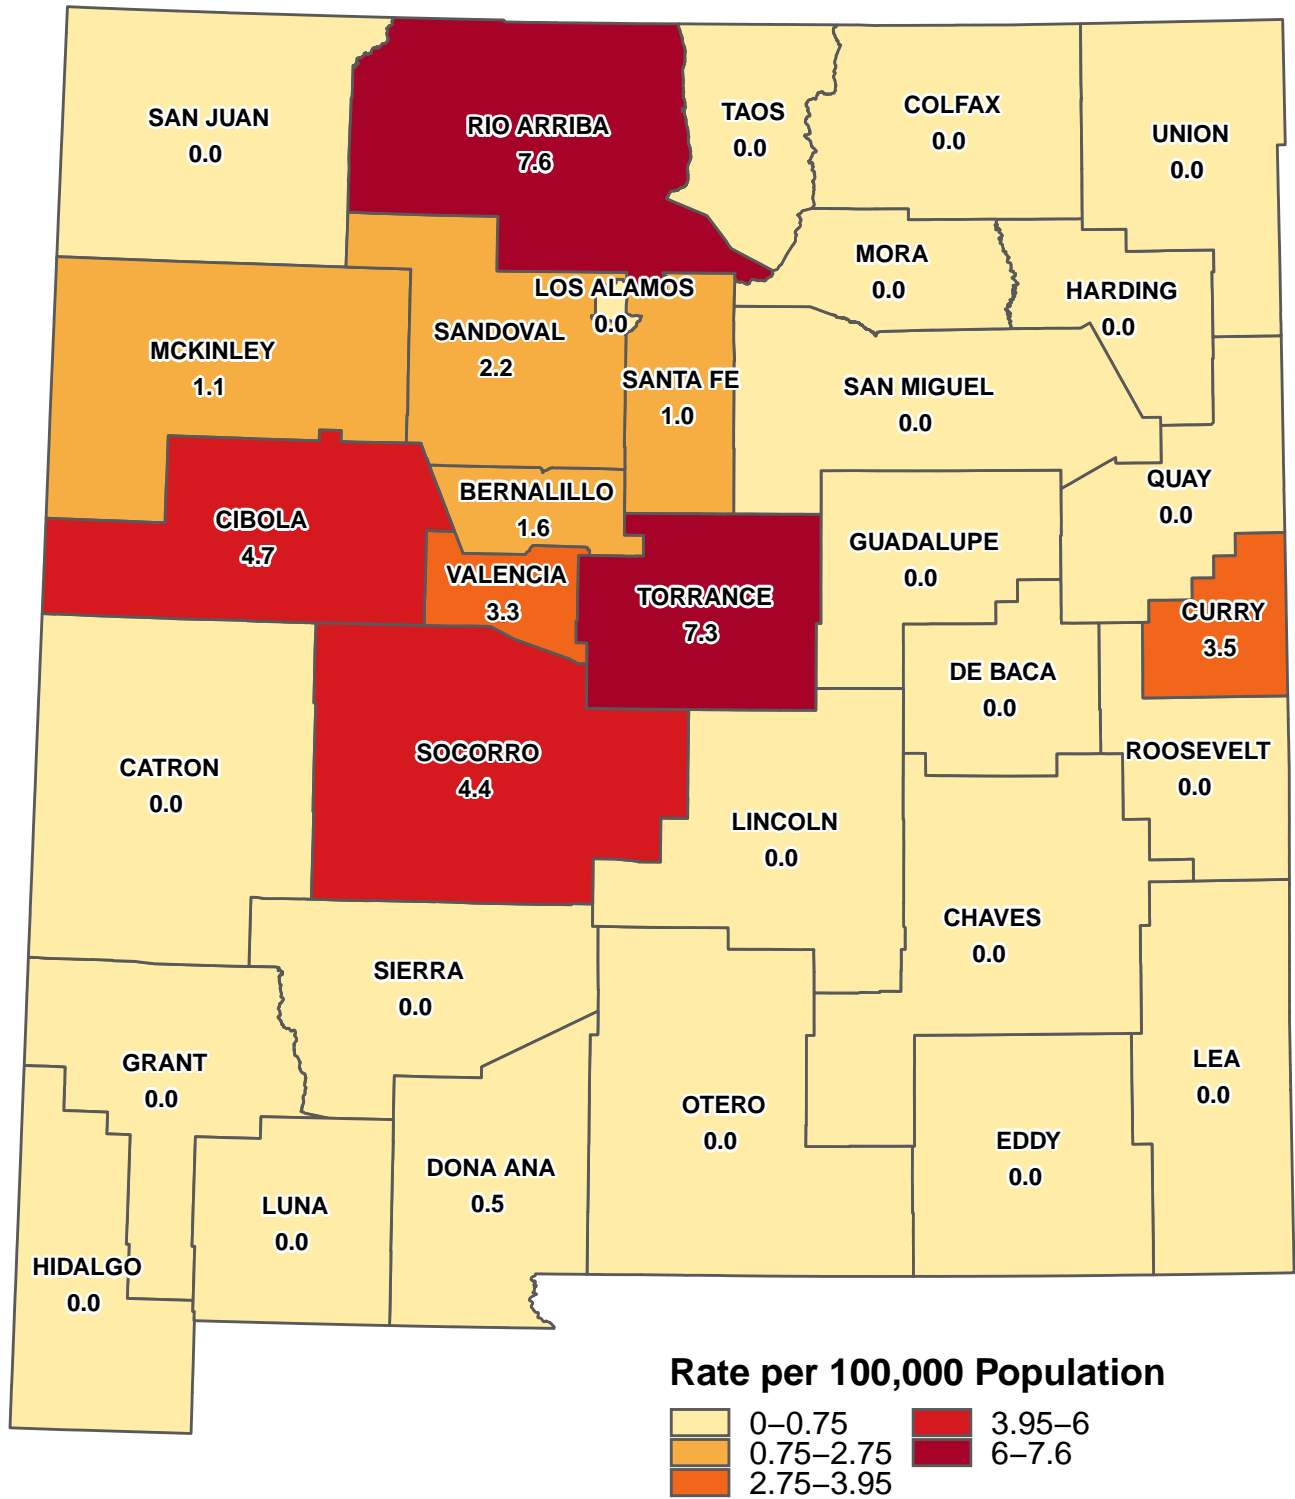 SAN JUAN
0.0
RIO ARRIBA
7.6
TAOS
0.0
COLFAX
0.0
UNION
0.0
MORA
0.0
HARDING
0.0
LOS ALAMOS
0.0
SANDOVAL
2.2
MCKINLEY
1.1
SANTA FE
1.0
SAN MIGUEL
0.0
QUAY
0.0
BERNALILLO
1.6
CIBOLA
4.7
GUADALUPE
0.0
VALENCIA
3.3
TORRANCE
7.3
CURRY
3.5
DE BACA
0.0
ROOSEVELT
0.0
SOCORRO
4.4
CATRON
0.0
LINCOLN
0.0
CHAVES
0.0
SIERRA
0.0
GRANT
0.0
LEA
0.0
OTERO
0.0
EDDY
0.0
DONA ANA
0.5
LUNA
0.0
HIDALGO
0.0
Rate per 100,000 Population
0–0.75
0.75–2.75
2.75–3.95
3.95–6
6–7.6